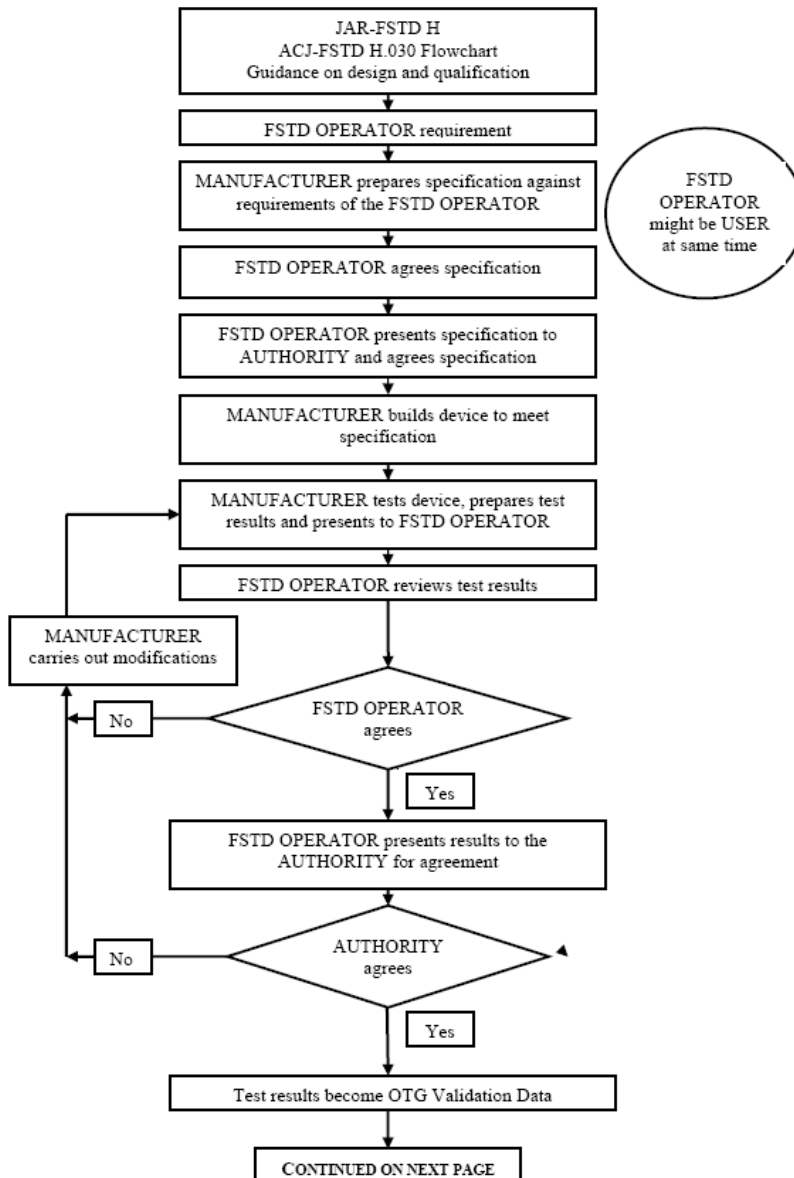 JAR-FSTD H
ACJ-FSTD H.030 Flowchart
Guidance on design and qualification
FSTD OPERATOR requirement
MANUFACTURER prepares specification against
requirements of the FSTD OPERATOR
FSTD
OPERATOR
might be USER
at same time
FSTD OPERATOR agrees specification
FSTD OPERATOR presents specification to
AUTHORITY and agrees specification
MANUFACTURER builds device to meet
specification
MANUFACTURER tests device, prepares test
results and presents to FSTD OPERATOR
FSTD OPERATOR reviews test results
MANUFACTURER
carries out modifications
FSTD OPERATOR
agrees
No
Yes
FSTD OPERATOR presents results to the
AUTHORITY for agreement
AUTHORITY
agrees
No
Yes
Test results become OTG Validation Data
CONTINUED ON NEXT PAGE